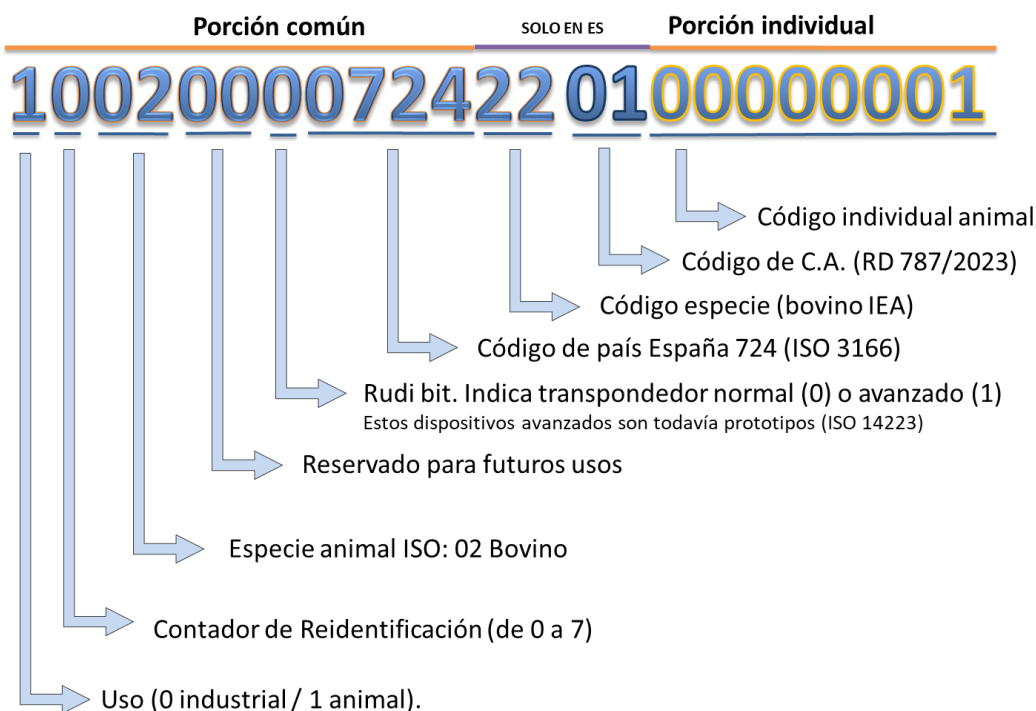 Porción común
SOLO EN ES
Porción individual
1002000072422 0100000001
Código individual animal
Código de C.A. (RD 787/2023)
Código especie (bovino IEA)
Código de país España 724 (ISO 3166)
Rudi bit. Indica transpondedor normal (0) o avanzado (1)
Estos dispositivos avanzados son todavía prototipos (ISO 14223)
Reservado para futuros usos
Especie animal ISO: 02 Bovino
Contador de Reidentificación (de 0 a 7)
Uso (0 industrial / 1 animal).